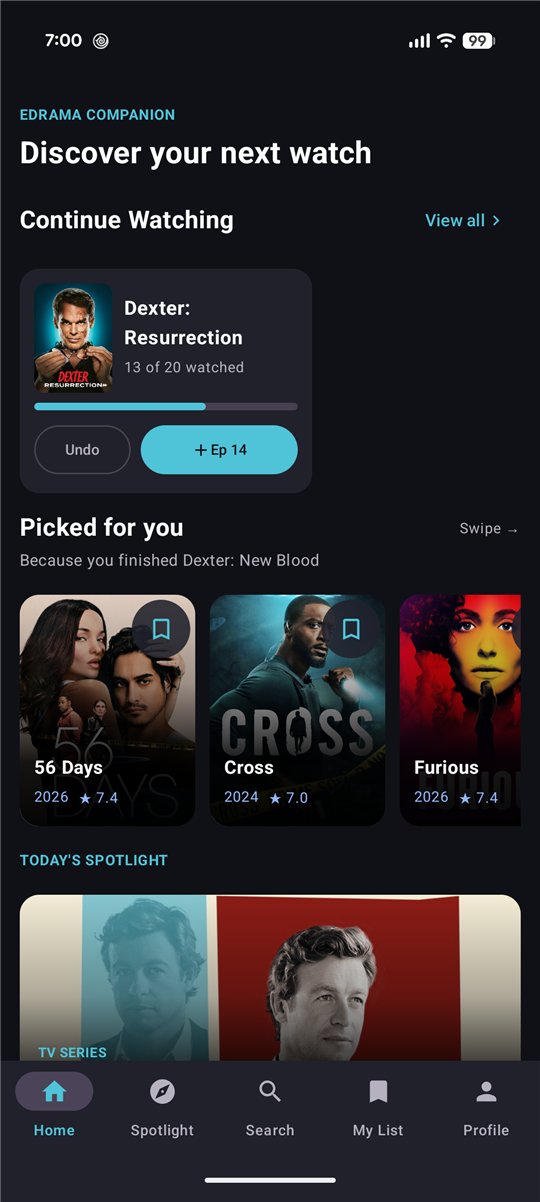 7:00
99
EDRAMA COMPANION
Discover your next watch
Continue Watching
View all
DEXTER
RESURRECTION
Dexter:
Resurrection
13 of 20 watched
Undo
+ Ep 14
Picked for you
Swipe →
Because you finished Dexter: New Blood
56
DAYS
56 Days
2026 ★ 7.4
CROSS
Cross
2024 ★ 7.0
Furious
2026 ★ 7.4
TODAY'S SPOTLIGHT
TV SERIES
Home
Spotlight
Search
My List
Profile